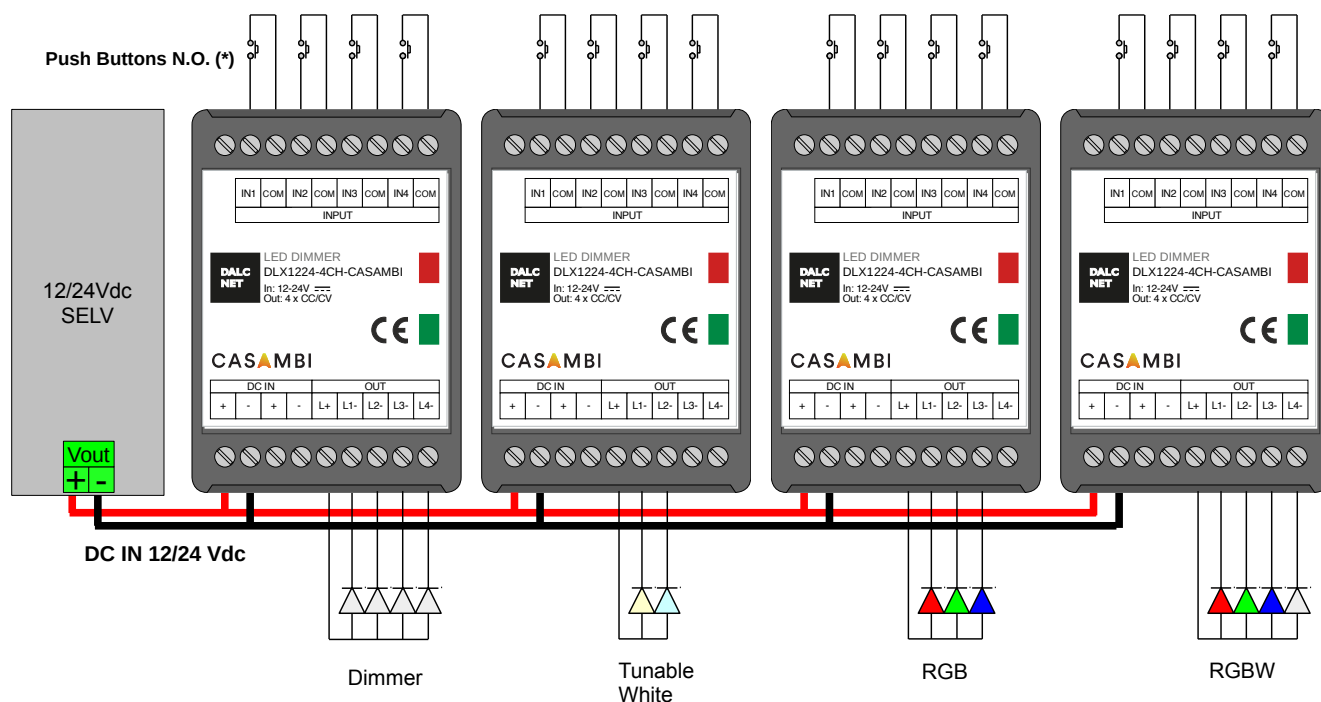 Push Buttons N.O. (*)
12/24Vdc
SELV
Vout
+ -
DC IN 12/24 Vdc
IN1 COM IN2 COM IN3 COM IN4 COM
INPUT
DALC
NET
LED DIMMER
DLX1224-4CH-CASAMBI
In: 12-24V
Out: 4 x CC/CV
CE
CASAMBI
DC IN OUT
+ - + - L+ L1- L2- L3- L4-
Dimmer
IN1 COM IN2 COM IN3 COM IN4 COM
INPUT
DALC
NET
LED DIMMER
DLX1224-4CH-CASAMBI
In: 12-24V
Out: 4 x CC/CV
CE
CASAMBI
DC IN OUT
+ - + - L+ L1- L2- L3- L4-
Tunable
White
IN1 COM IN2 COM IN3 COM IN4 COM
INPUT
DALC
NET
LED DIMMER
DLX1224-4CH-CASAMBI
In: 12-24V
Out: 4 x CC/CV
CE
CASAMBI
DC IN OUT
+ - + - L+ L1- L2- L3- L4-
RGB
IN1 COM IN2 COM IN3 COM IN4 COM
INPUT
DALC
NET
LED DIMMER
DLX1224-4CH-CASAMBI
In: 12-24V
Out: 4 x CC/CV
CE
CASAMBI
DC IN OUT
+ - + - L+ L1- L2- L3- L4-
RGBW